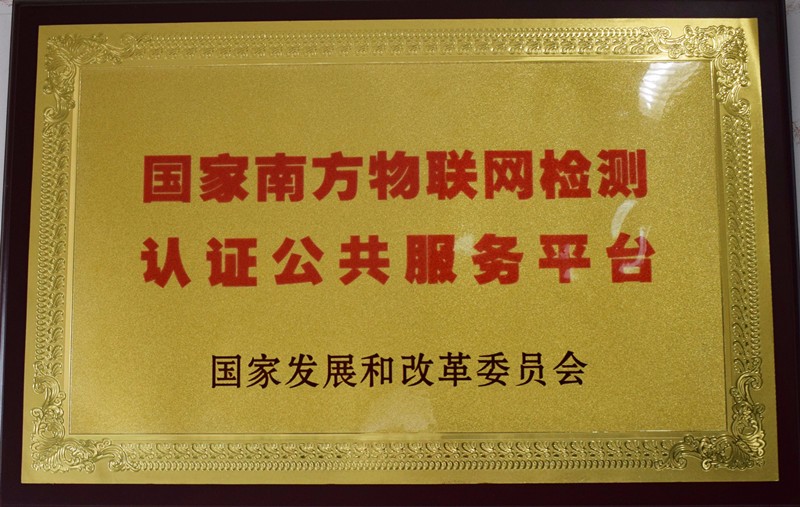 国家南方物联网检测
认证公共服务平台
国家发展和改革委员会